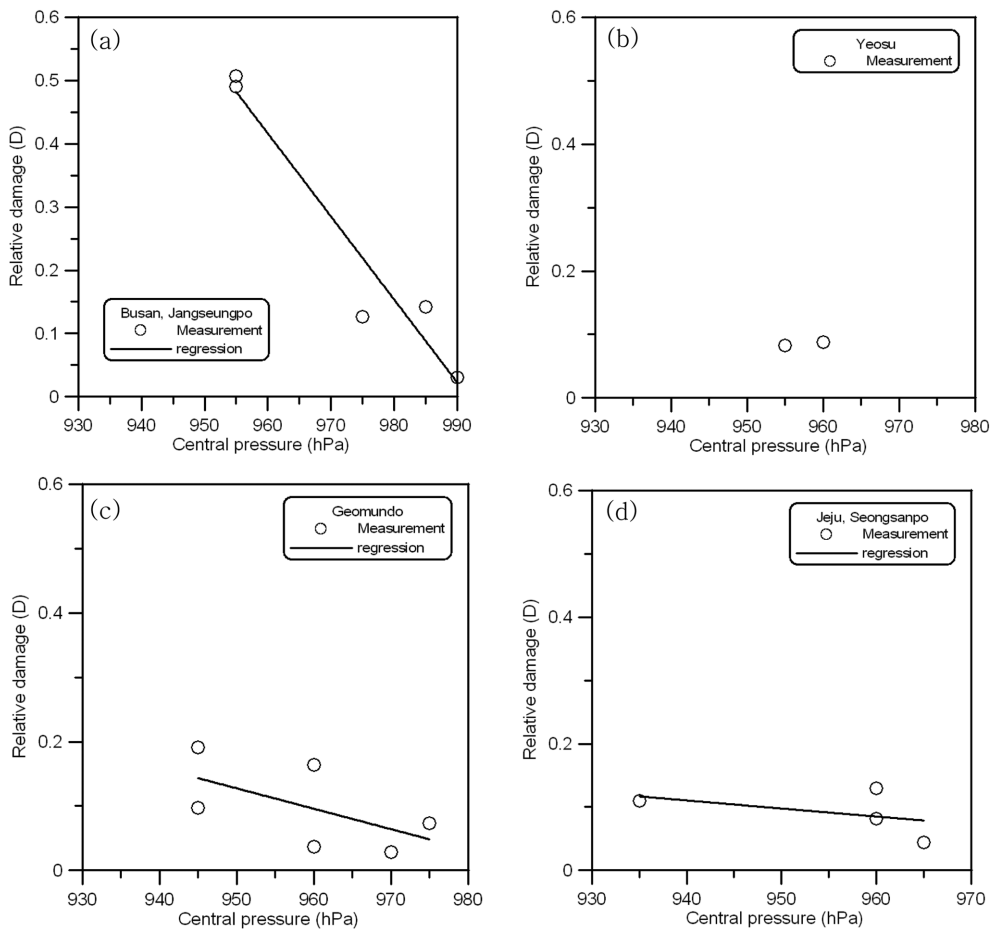 (a)
0.6
0.5
0.4
0.3
0.2
0.1
0
Relative damage (D)
Busan, Jangseungpo
Measurement
regression
930 940 950 960 970 980 990
Central pressure (hPa)
(b)
0.6
0.4
0.2
0
Relative damage (D)
Yeosu
Measurement
930 940 950 960 970 980
Central pressure (hPa)
(c)
0.6
0.4
0.2
0
Relative damage (D)
Geomundo
Measurement
regression
930 940 950 960 970 980
Central pressure (hPa)
(d)
0.6
0.4
0.2
0
Relative damage (D)
Jeju, Seongsanpo
Measurement
regression
930 940 950 960 970
Central pressure (hPa)